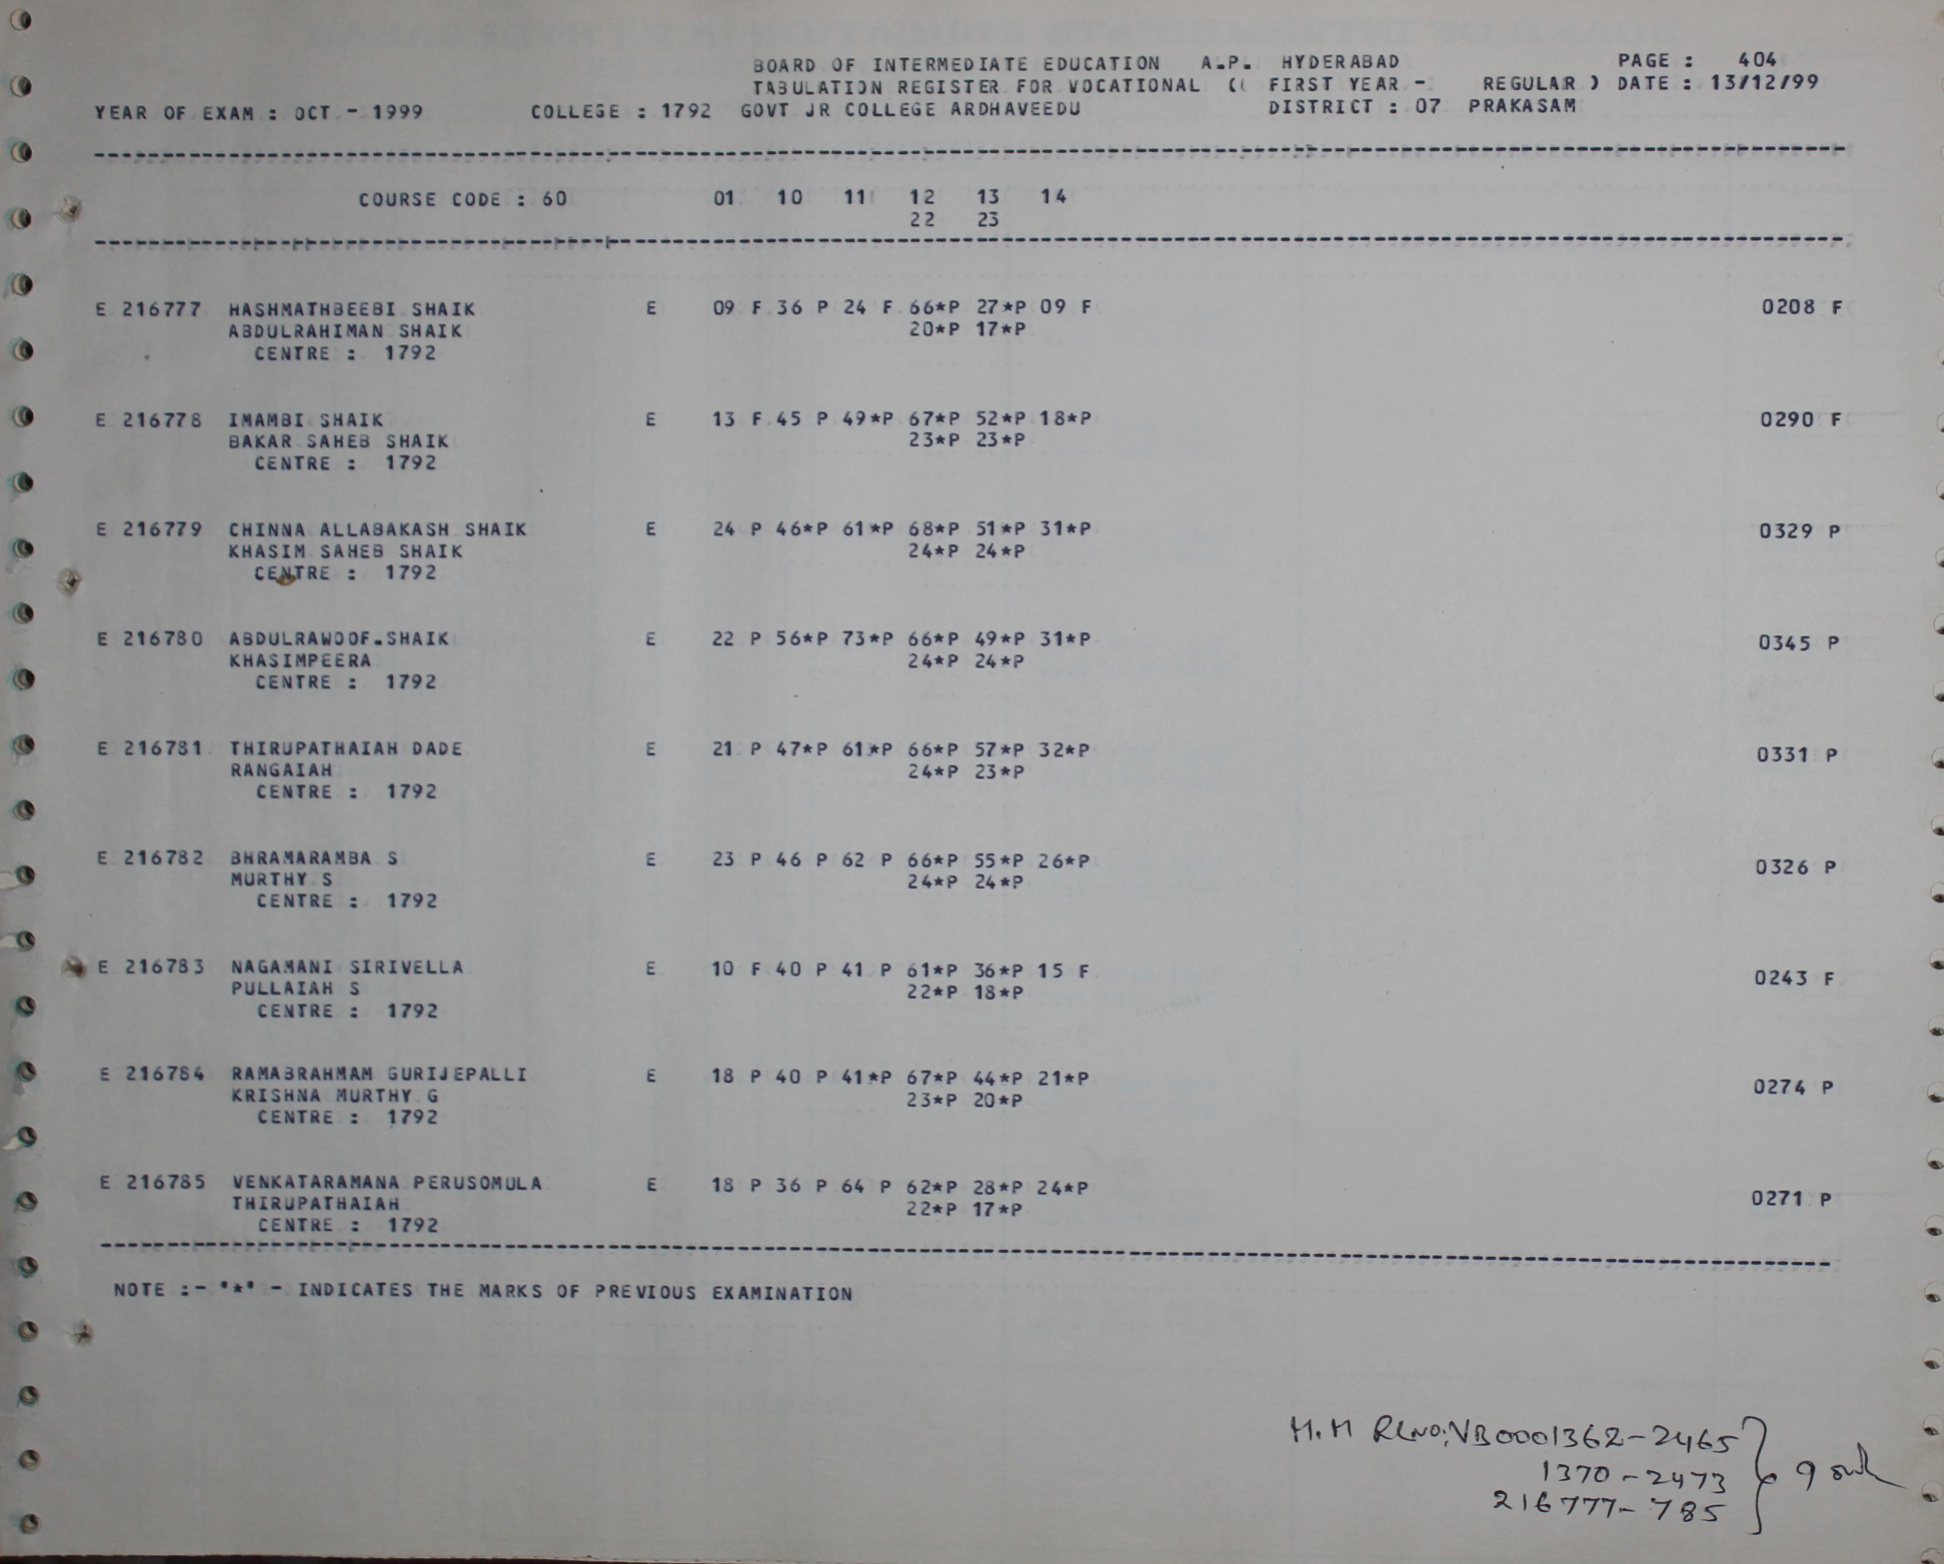 BOARD OF INTERMEDIATE EDUCATION A.P. HYDERABAD PAGE : 404
TABULATION REGISTER FOR VOCATIONAL (( FIRST YEAR - REGULAR ) DATE : 13/12/99
YEAR OF EXAM : OCT - 1999 COLLEGE : 1792 GOVT JR COLLEGE ARDHAVEEDU DISTRICT : 07 PRAKASAM
COURSE CODE : 60 01 10 11 12 13 14
22 23
E 216777 HASHMATHBEEBI SHAIK E 09 F 36 P 24 F 66*P 27*P 09 F 0208 F
ABDULRAHIMAN SHAIK 20*P 17*P
CENTRE : 1792
E 216778 IMAMBI SHAIK E 13 F 45 P 49*P 67*P 52*P 18*P 0290 F
BAKAR SAHEB SHAIK 23*P 23*P
CENTRE : 1792
E 216779 CHINNA ALLABAKASH SHAIK E 24 P 46*P 61*P 68*P 51*P 31*P 0329 P
KHASIM SAHEB SHAIK 24*P 24*P
CENTRE : 1792
E 216780 ABDULRAWOOF.SHAIK E 22 P 56*P 73*P 66*P 49*P 31*P 0345 P
KHASIMPEERA 24*P 24*P
CENTRE : 1792
E 216781 THIRUPATHAIAH DADE E 21 P 47*P 61*P 66*P 57*P 32*P 0331 P
RANGAIAH 24*P 23*P
CENTRE : 1792
E 216782 BHRAMARAMBA S E 23 P 46 P 62 P 66*P 55*P 26*P 0326 P
MURTHY S 24*P 24*P
CENTRE : 1792
E 216783 NAGAMANI SIRIVELLA E 10 F 40 P 41 P 61*P 36*P 15 F 0243 F
PULLAIAH S 22*P 18*P
CENTRE : 1792
E 216784 RAMABRAHMAM GURIJEPALLI E 18 P 40 P 41*P 67*P 44*P 21*P 0274 P
KRISHNA MURTHY G 23*P 20*P
CENTRE : 1792
E 216785 VENKATARAMANA PERUSOMULA E 18 P 36 P 64 P 62*P 28*P 24*P 0271 P
THIRUPATHAIAH 22*P 17*P
CENTRE : 1792
NOTE :- "*" - INDICATES THE MARKS OF PREVIOUS EXAMINATION
M.M RLNO:VB0001362-2465
1370-2473 9
216777-785